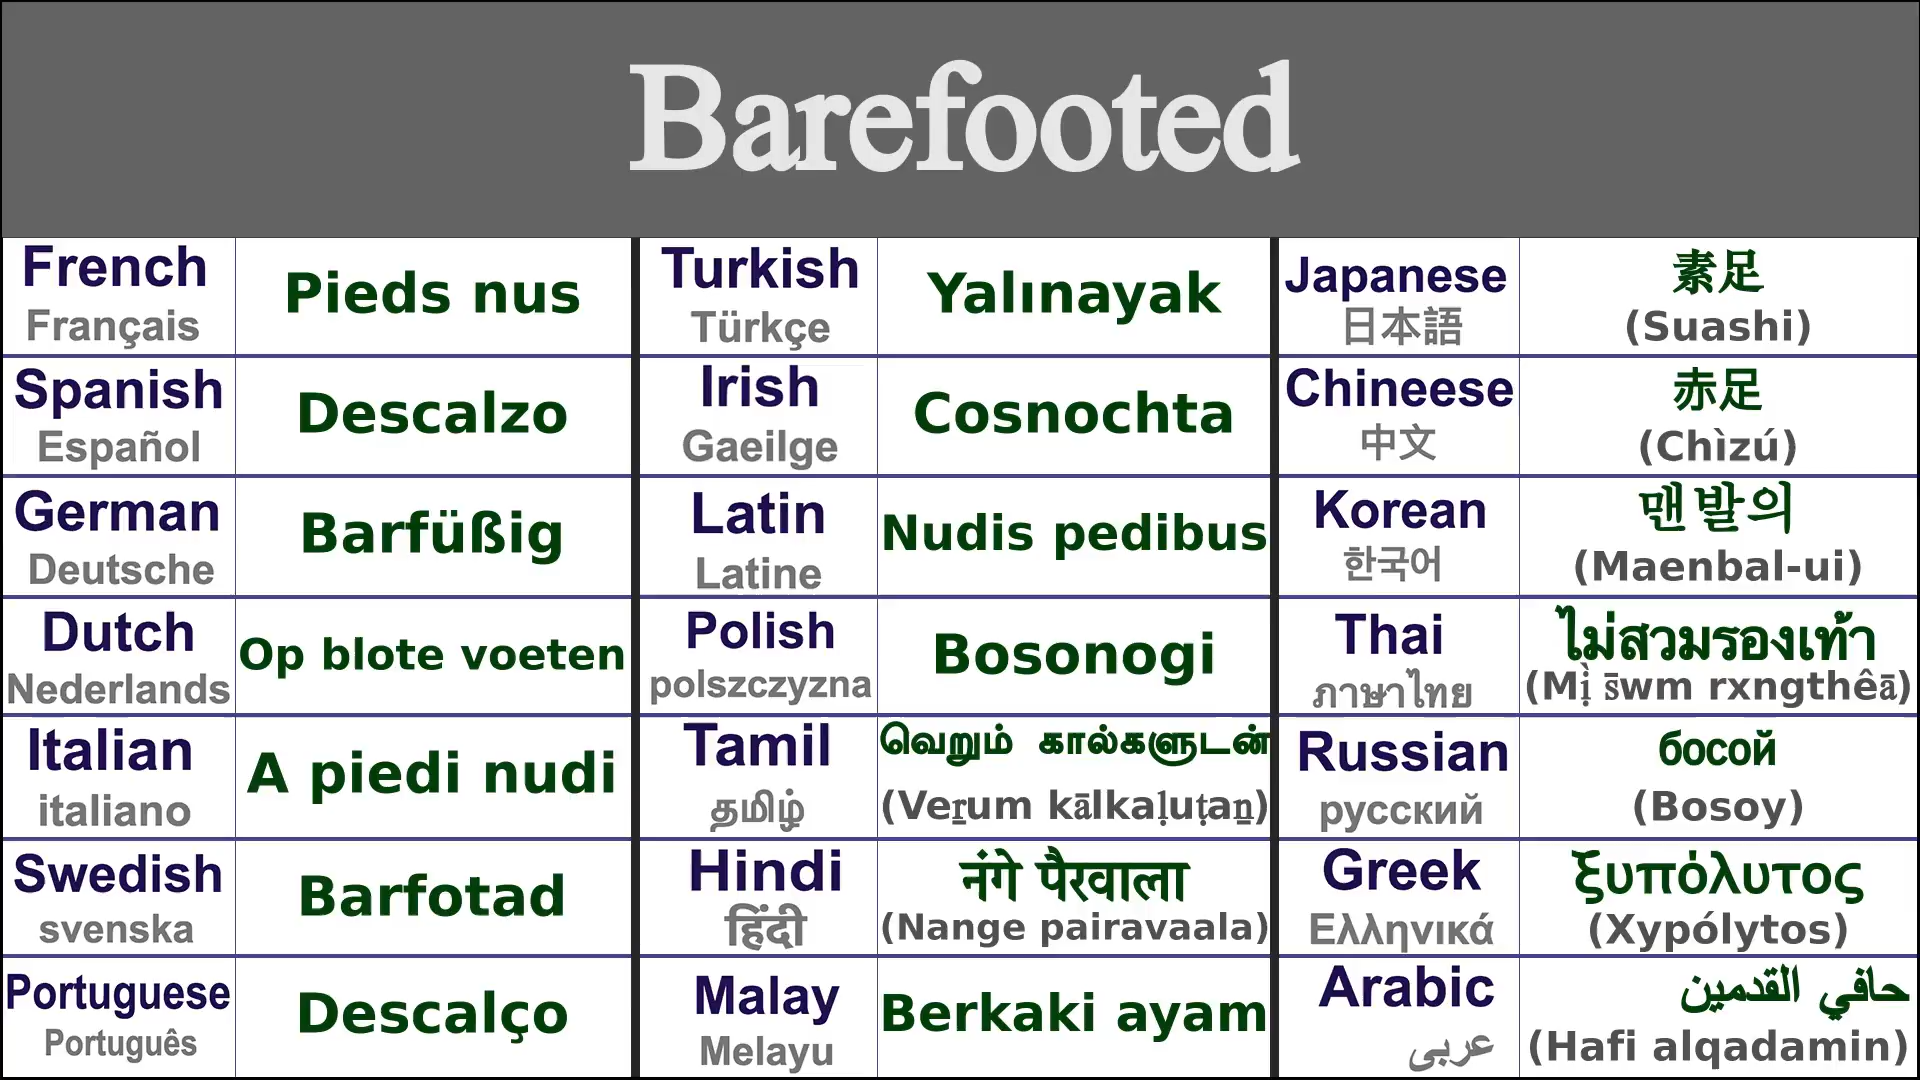 Barefooted
French
Français
Pieds nus
Turkish
Türkçe
Yalınayak
Japanese
日本語
素足
(Suashi)
Spanish
Español
Descalzo
Irish
Gaeilge
Cosnochta
Chineese
中文
赤足
(Chìzú)
German
Deutsche
Barfüßig
Latin
Latine
Nudis pedibus
Korean
한국어
맨발의
(Maenbal-ui)
Dutch
Nederlands
Op blote voeten
Polish
polszczyzna
Bosonogi
Thai
ภาษาไทย
ไม่สวมรองเท้า
(Mị̀ s̄wm rxngthêā)
Italian
italiano
A piedi nudi
Tamil
தமிழ்
வெறும் கால்களுடன்
(Veṟum kālkaḷuṭaṉ)
Russian
русский
босой
(Bosoy)
Swedish
svenska
Barfotad
Hindi
हिंदी
नंगे पैरवाला
(Nange pairavaala)
Greek
Ελληνικά
ξυπόλυτος
(Xypólytos)
Portuguese
Português
Descalço
Malay
Melayu
Berkaki ayam
Arabic
عربى
حافي القدمين
(Hafi alqadamin)